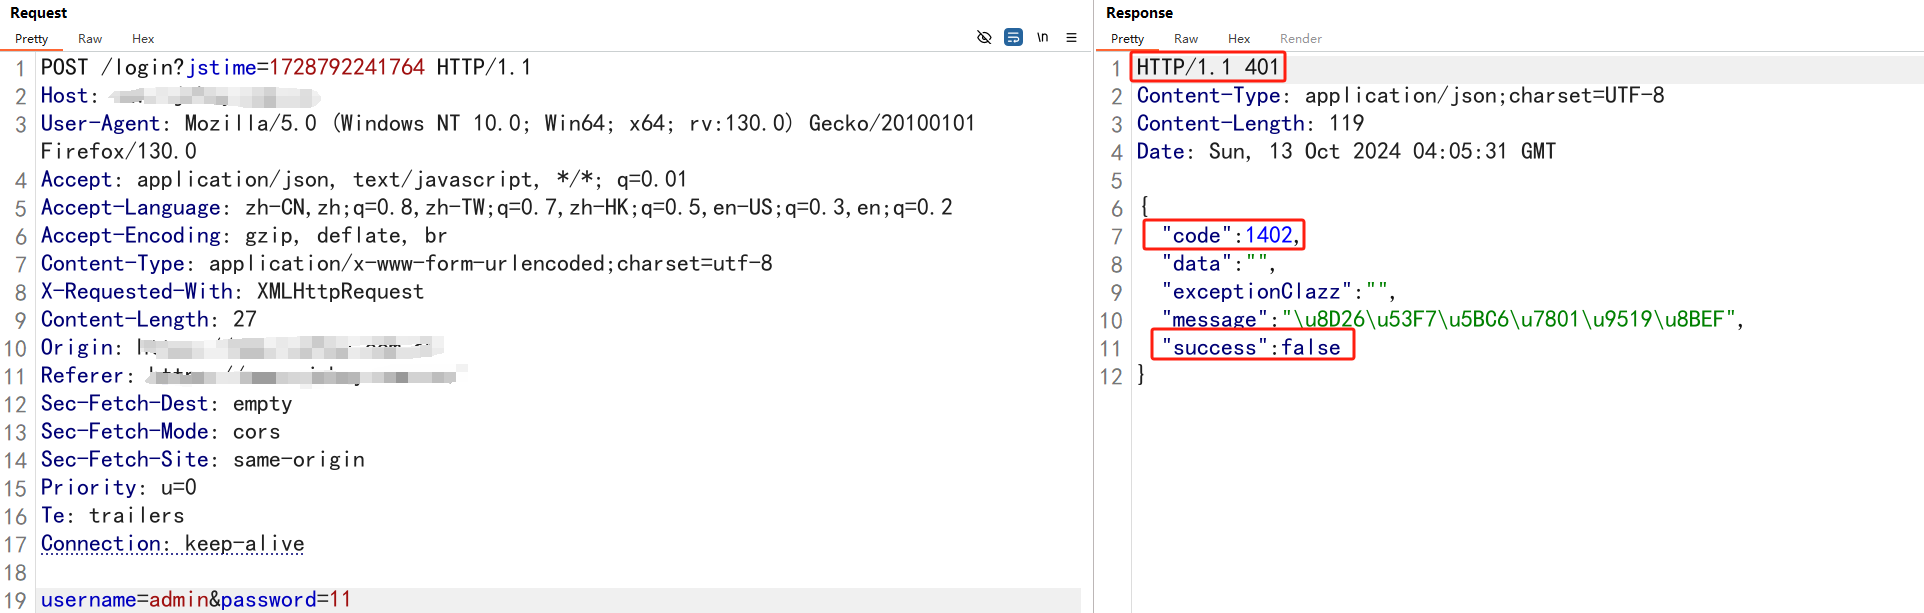 Request
Pretty Raw Hex
\n
1 POST /login?jstime=1728792241764 HTTP/1.1
2 Host:
3 User-Agent: Mozilla/5.0 (Windows NT 10.0; Win64; x64; rv:130.0) Gecko/20100101
Firefox/130.0
4 Accept: application/json, text/javascript, */*; q=0.01
5 Accept-Language: zh-CN,zh;q=0.8,zh-TW;q=0.7,zh-HK;q=0.5,en-US;q=0.3,en;q=0.2
6 Accept-Encoding: gzip, deflate, br
7 Content-Type: application/x-www-form-urlencoded;charset=utf-8
8 X-Requested-With: XMLHttpRequest
9 Content-Length: 27
10 Origin:
11 Referer:
12 Sec-Fetch-Dest: empty
13 Sec-Fetch-Mode: cors
14 Sec-Fetch-Site: same-origin
15 Priority: u=0
16 Te: trailers
17 Connection: keep-alive
18
19 username=admin&password=11
Response
Pretty Raw Hex Render
1 HTTP/1.1 401
2 Content-Type: application/json;charset=UTF-8
3 Content-Length: 119
4 Date: Sun, 13 Oct 2024 04:05:31 GMT
5
6 {
7 "code":1402,
8 "data":"",
9 "exceptionClazz":"",
10 "message":"\u8D26\u53F7\u5BC6\u7801\u9519\u8BEF",
11 "success":false
12 }